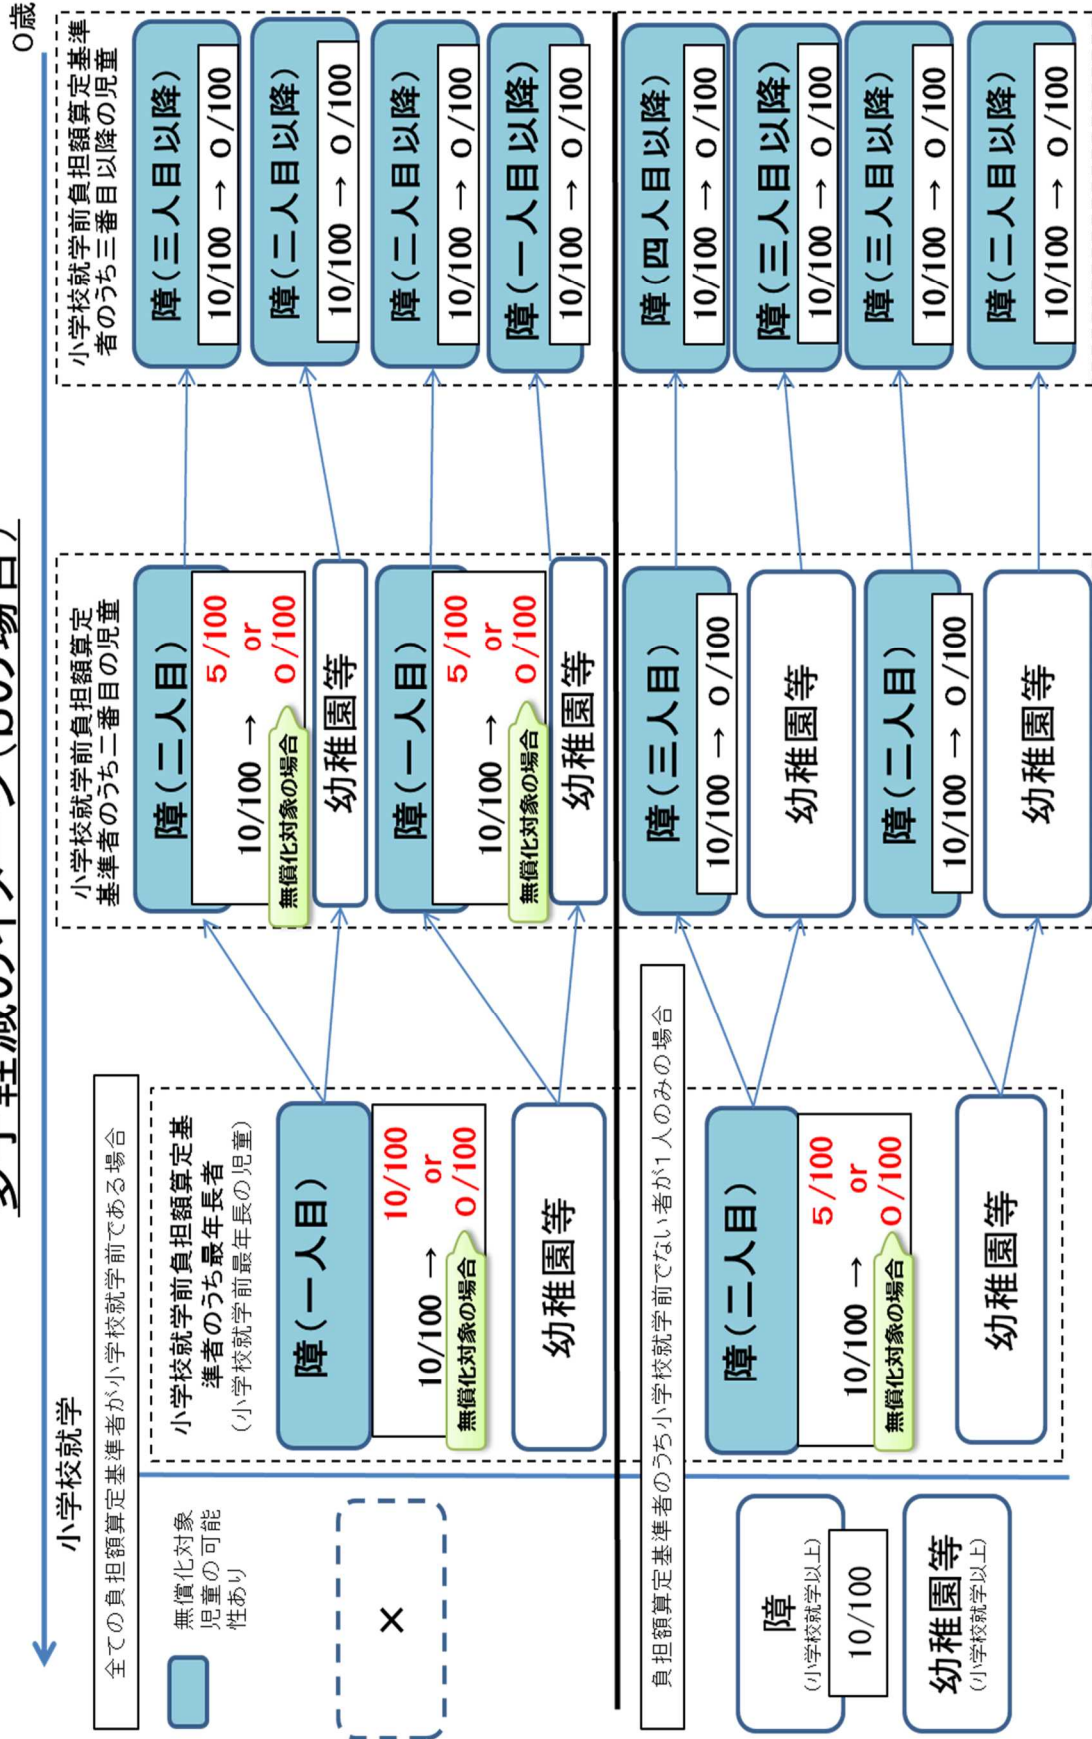 多子軽減のイメージ(bの場合)
0歳
小学校就学
全ての負担額算定基準者が小学校就学前である場合
無償化対象
児童の可能
性あり
×
小学校就学前負担額算定基
準者のうち最年長者
(小学校就学前最年長の児童)
障(一人目)
10/100 →
10/100
or
0/100
無償化対象の場合
幼稚園等
小学校就学前負担額算定
基準者のうち二番目の児童
障(二人目)
10/100 →
5/100
or
0/100
無償化対象の場合
幼稚園等
障(一人目)
10/100 →
5/100
or
0/100
無償化対象の場合
幼稚園等
小学校就学前負担額算定基準
者のうち三番目以降の児童
障(三人目以降)
10/100 → 0/100
障(二人目以降)
10/100 → 0/100
障(二人目以降)
10/100 → 0/100
障(一人目以降)
10/100 → 0/100
負担額算定基準者のうち小学校就学前でない者が1人のみの場合
障
(小学校就学以上)
10/100
幼稚園等
(小学校就学以上)
障(二人目)
10/100 →
5/100
or
0/100
無償化対象の場合
幼稚園等
障(三人目)
10/100 → 0/100
幼稚園等
障(二人目)
10/100 → 0/100
幼稚園等
障(四人目以降)
10/100 → 0/100
障(三人目以降)
10/100 → 0/100
障(三人目以降)
10/100 → 0/100
障(二人目以降)
10/100 → 0/100